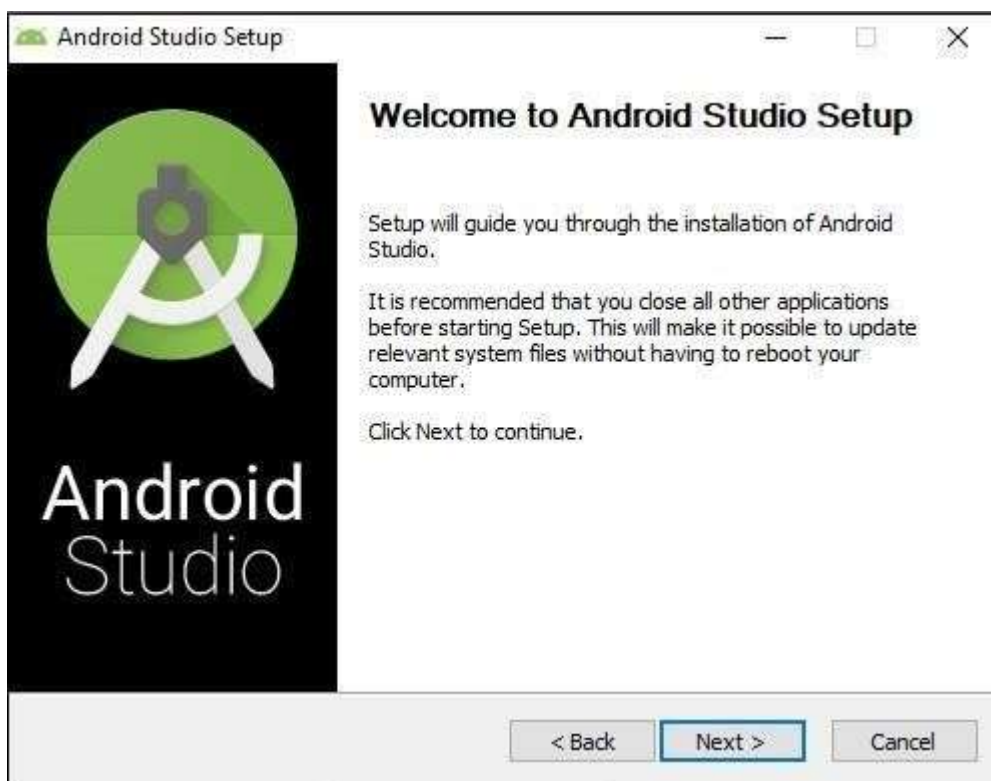 Android Studio Setup
Welcome to Android Studio Setup
Setup will guide you through the installation of Android
Studio.
It is recommended that you close all other applications
before starting Setup. This will make it possible to update
relevant system files without having to reboot your
computer.
Click Next to continue.
Android
Studio
< Back
Next >
Cancel